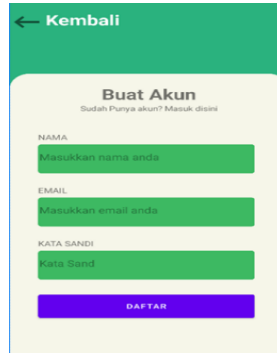 Kembali
Buat Akun
Sudah Punya akun? Masuk disini
NAMA
Masukkan nama anda
EMAIL
Masukkan email anda
KATA SANDI
Kata Sand
DAFTAR